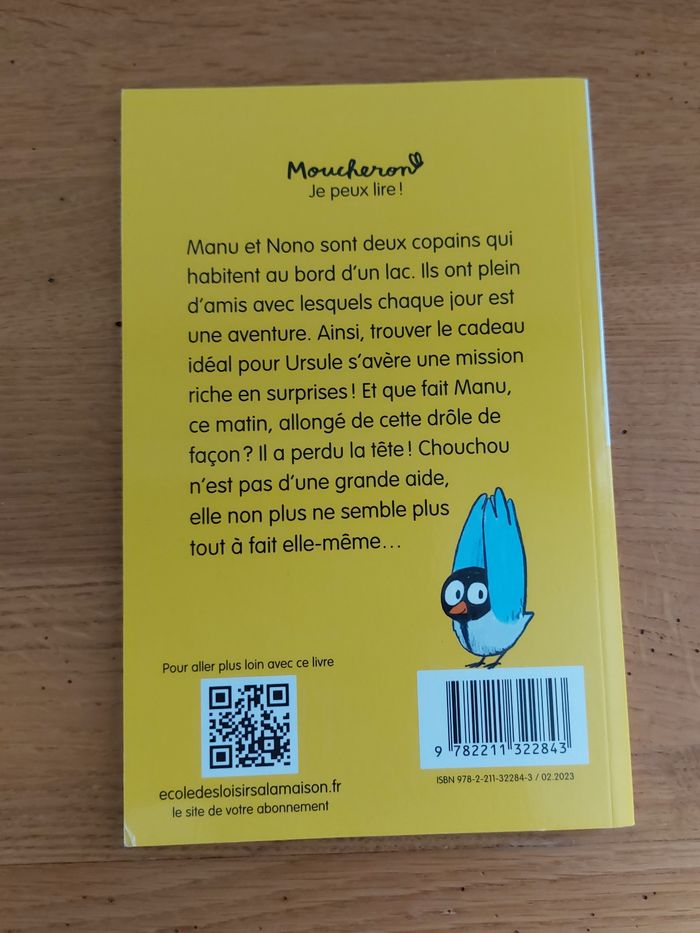 Moucheron
Je peux lire !
Manu et Nono sont deux copains qui
habitent au bord d'un lac. Ils ont plein
d'amis avec lesquels chaque jour est
une aventure. Ainsi, trouver le cadeau
idéal pour Ursule s'avère une mission
riche en surprises ! Et que fait Manu,
ce matin, allongé de cette drôle de
façon ? Il a perdu la tête ! Chouchou
n'est pas d'une grande aide,
elle non plus ne semble plus
tout à fait elle-même...
Pour aller plus loin avec ce livre
ecoledesloisirsalamaison.fr
le site de votre abonnement
9 782211 322843
ISBN 978-2-211-32284-3 / 02.2023